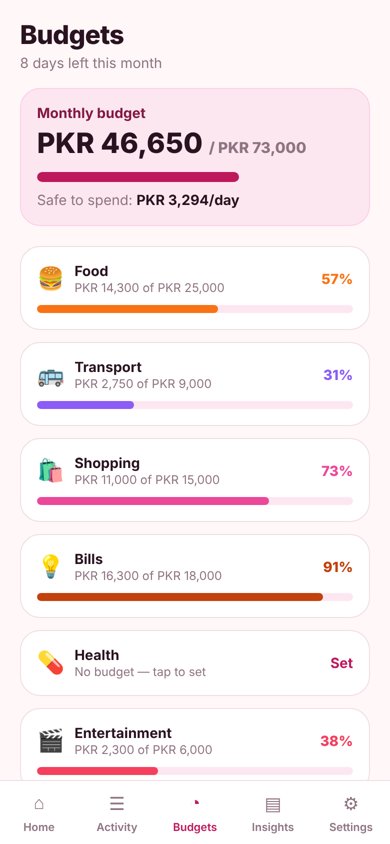 Budgets
8 days left this month
Monthly budget
PKR 46,650 / PKR 73,000
Safe to spend: PKR 3,294/day
Food
PKR 14,300 of PKR 25,000
57%
Transport
PKR 2,750 of PKR 9,000
31%
Shopping
PKR 11,000 of PKR 15,000
73%
Bills
PKR 16,300 of PKR 18,000
91%
Health
No budget — tap to set
Set
Entertainment
PKR 2,300 of PKR 6,000
38%
Home
Activity
Budgets
Insights
Settings